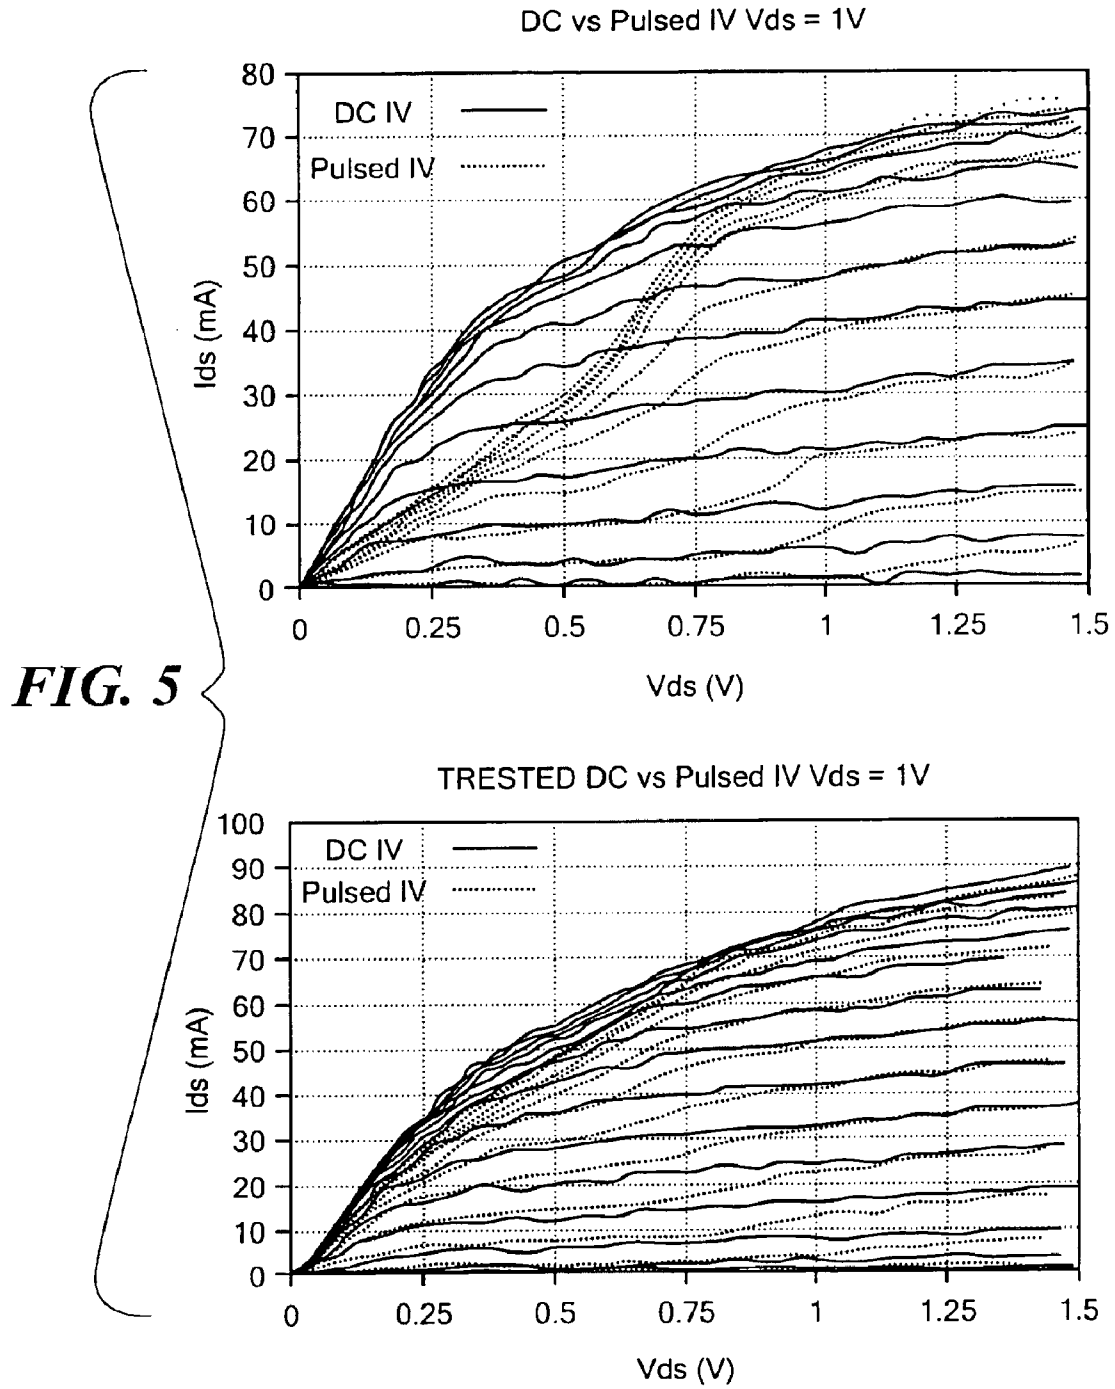 DC vs Pulsed IV Vds = 1V
80
70
60
50
40
30
20
10
0
Ids (mA)
DC IV
Pulsed IV
0 0.25 0.5 0.75 1 1.25 1.5
Vds (V)
FIG. 5
TRESTED DC vs Pulsed IV Vds = 1V
100
90
80
70
60
50
40
30
20
10
0
Ids (mA)
DC IV
Pulsed IV
0 0.25 0.5 0.75 1 1.25 1.5
Vds (V)